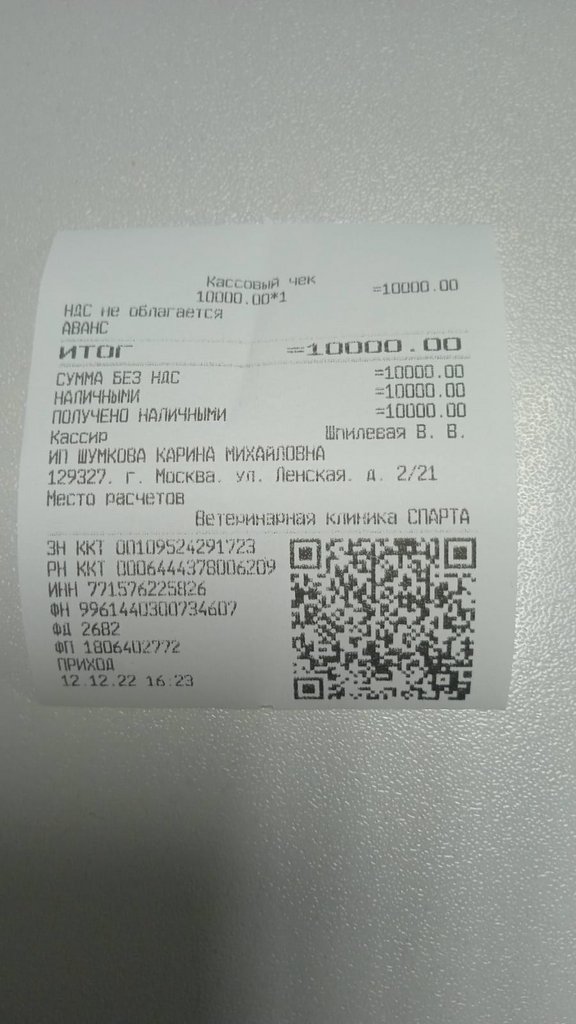 Кассовый чек
10000.00*1 =10000.00
НДС не облагается
АВАНС
ИТОГ =10000.00
СУММА БЕЗ НДС =10000.00
НАЛИЧНЫМИ =10000.00
ПОЛУЧЕНО НАЛИЧНЫМИ =10000.00
Кассир Шпилевая В. В.
ИП ШУМКОВА КАРИНА МИХАЙЛОВНА
129327. г. Москва. ул. Ленская. д. 2/21
Место расчетов
Ветеринарная клиника СПАРТА
ЗН ККТ 00109524291723
РН ККТ 0006444378006209
ИНН 771576225826
ФН 9961440300734607
ФД 2682
ФП 1806402772
ПРИХОД
12.12.22 16:23